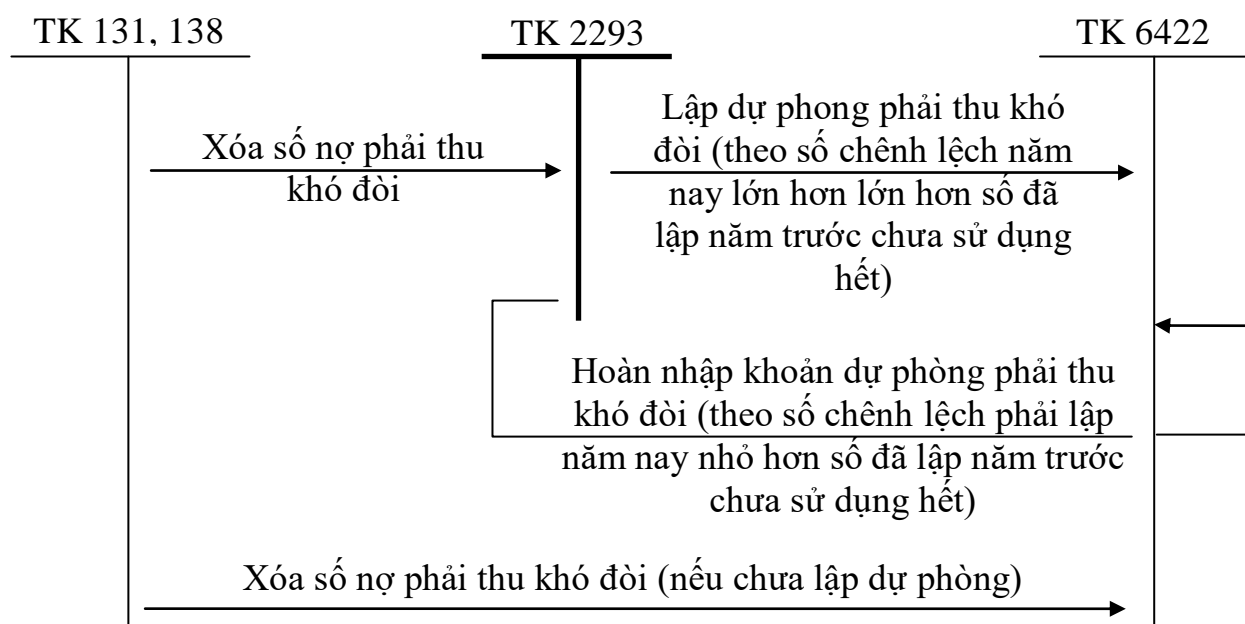 TK 131, 138
TK 2293
TK 6422
Xóa số nợ phải thu
khó đòi
Lập dự phong phải thu khó
đòi (theo số chênh lệch năm
nay lớn hơn lớn hơn số đã
lập năm trước chưa sử dụng
hết)
Hoàn nhập khoản dự phòng phải thu
khó đòi (theo số chênh lệch phải lập
năm nay nhỏ hơn số đã lập năm trước
chưa sử dụng hết)
Xóa số nợ phải thu khó đòi (nếu chưa lập dự phòng)